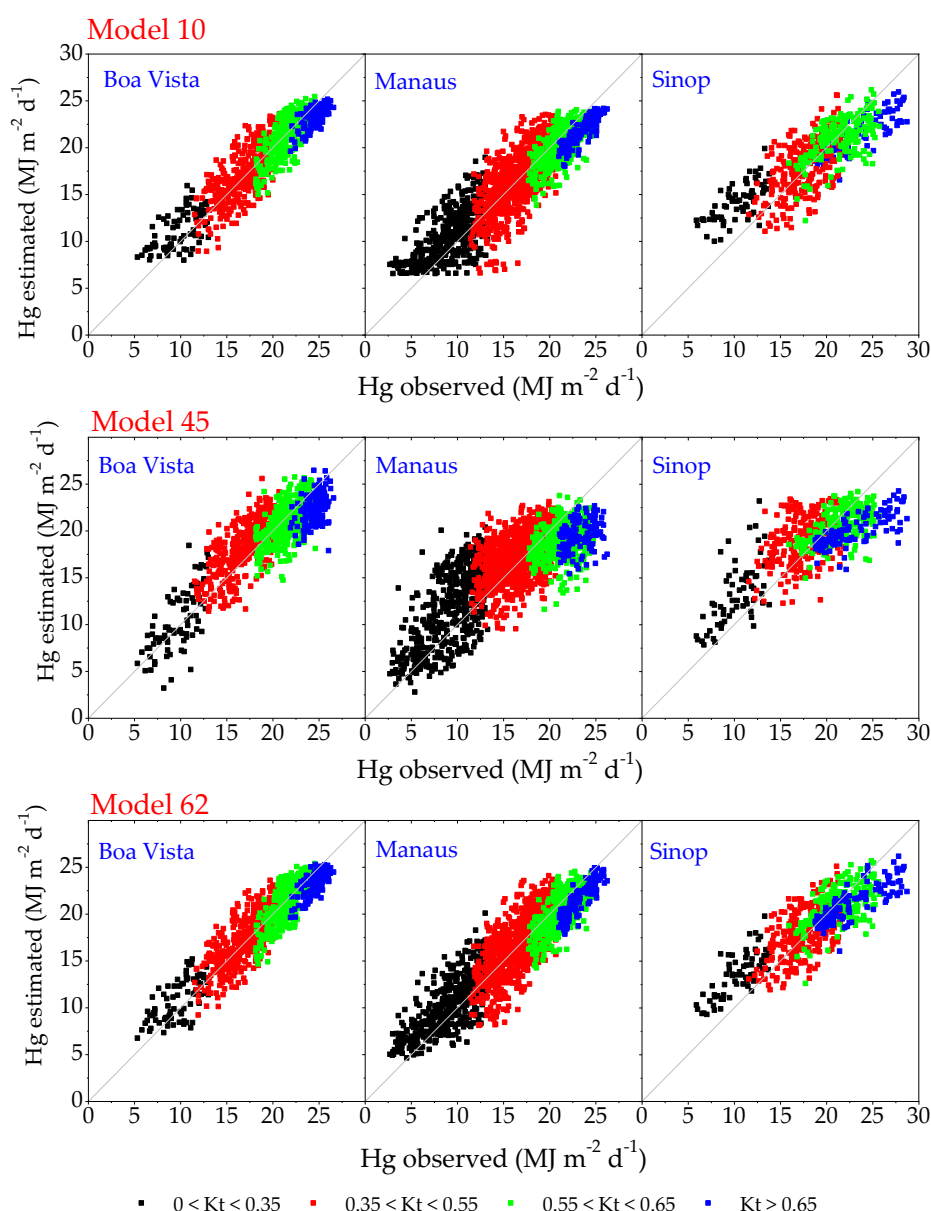 Model 10
30
25
20
15
10
5
0
Hg estimated (MJ m-2 d-1)
Boa Vista
Manaus
Sinop
0 5 10 15 20 25 0 5 10 15 20 25 0 5 10 15 20 25 30
Hg observed (MJ m-2 d-1)
Model 45
25
20
15
10
5
0
Hg estimated (MJ m-2 d-1)
Boa Vista
Manaus
Sinop
0 5 10 15 20 25 0 5 10 15 20 25 0 5 10 15 20 25 30
Hg observed (MJ m-2 d-1)
Model 62
25
20
15
10
5
0
Hg estimated (MJ m-2 d-1)
Boa Vista
Manaus
Sinop
0 5 10 15 20 25 0 5 10 15 20 25 0 5 10 15 20 25 30
Hg observed (MJ m-2 d-1)
0 < Kt < 0.35 0.35 < Kt < 0.55 0.55 < Kt < 0.65 Kt > 0.65